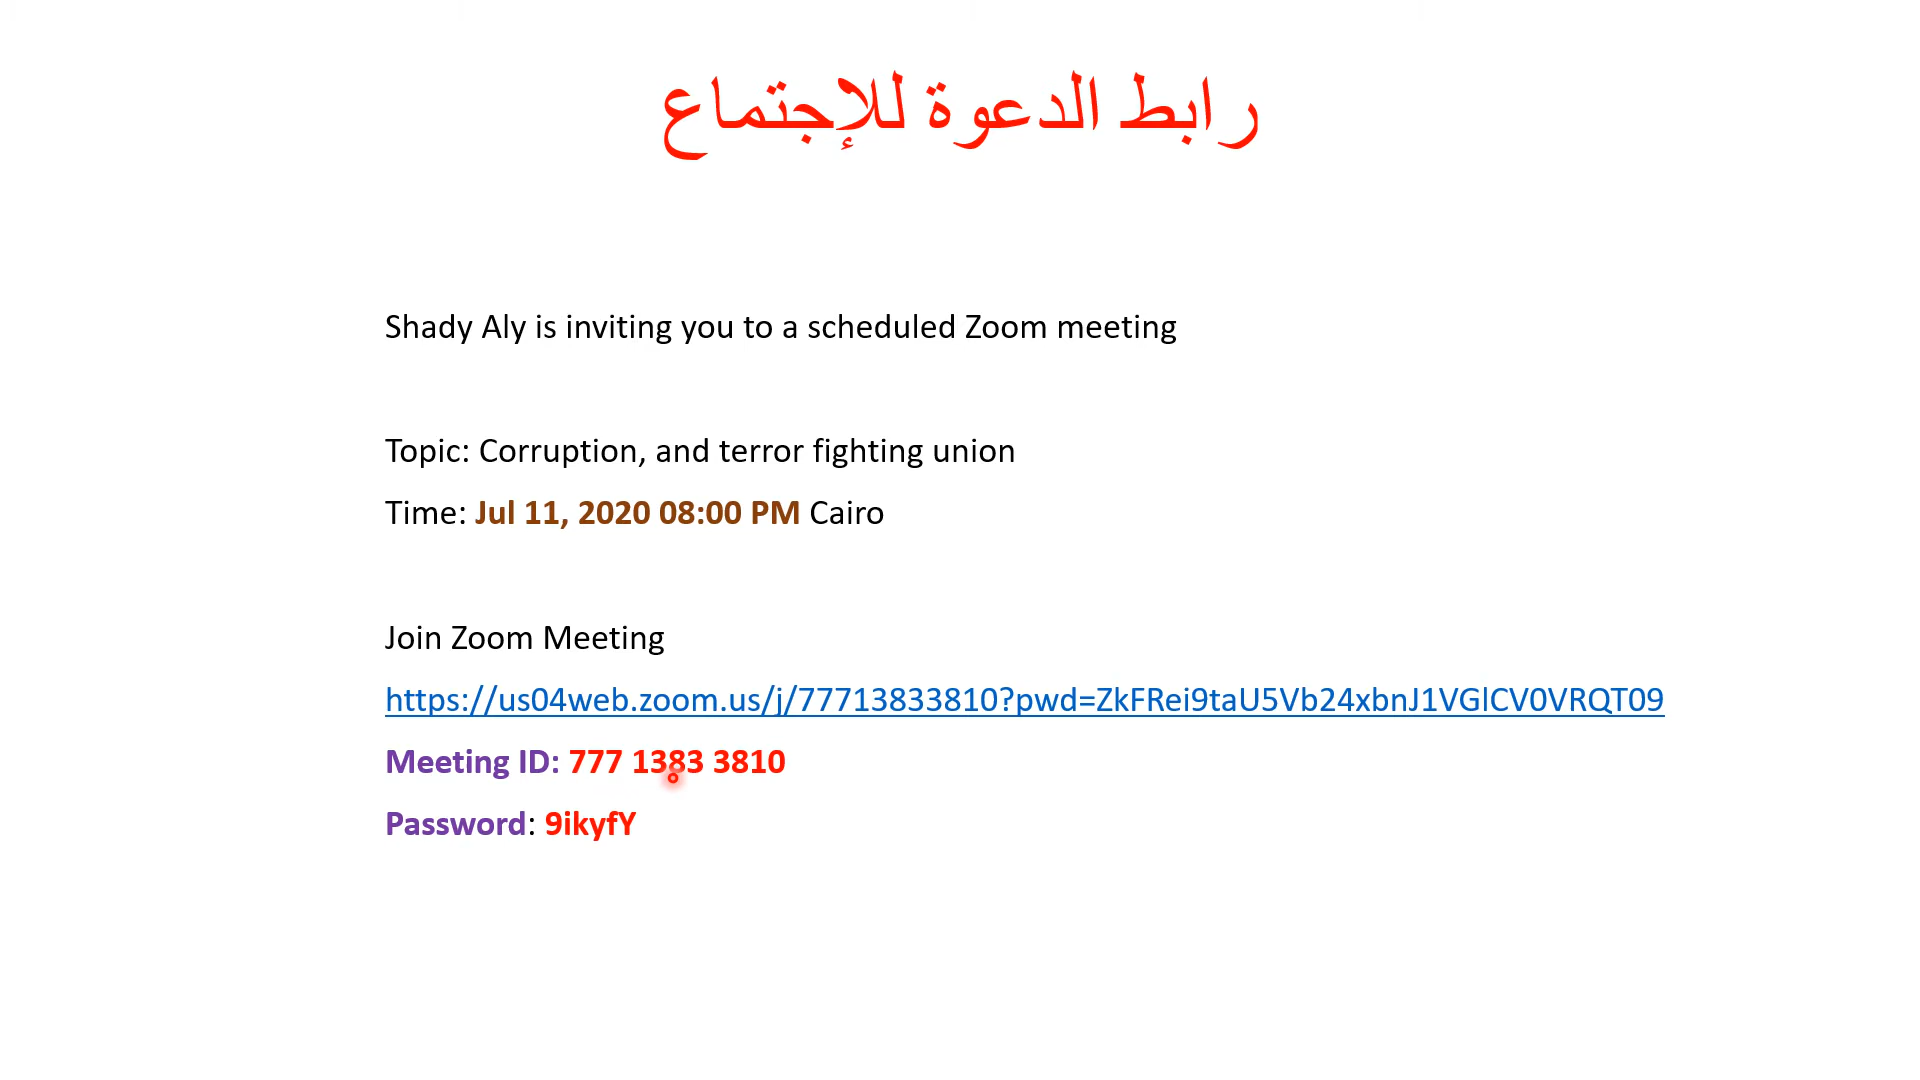 رابط الدعوة للإجتماع
Shady Aly is inviting you to a scheduled Zoom meeting
Topic: Corruption, and terror fighting union
Time: Jul 11, 2020 08:00 PM Cairo
Join Zoom Meeting
https://us04web.zoom.us/j/77713833810?pwd=ZkFRei9taU5Vb24xbnJ1VGlCV0VRQT09
Meeting ID: 777 1383 3810
Password: 9ikyfY